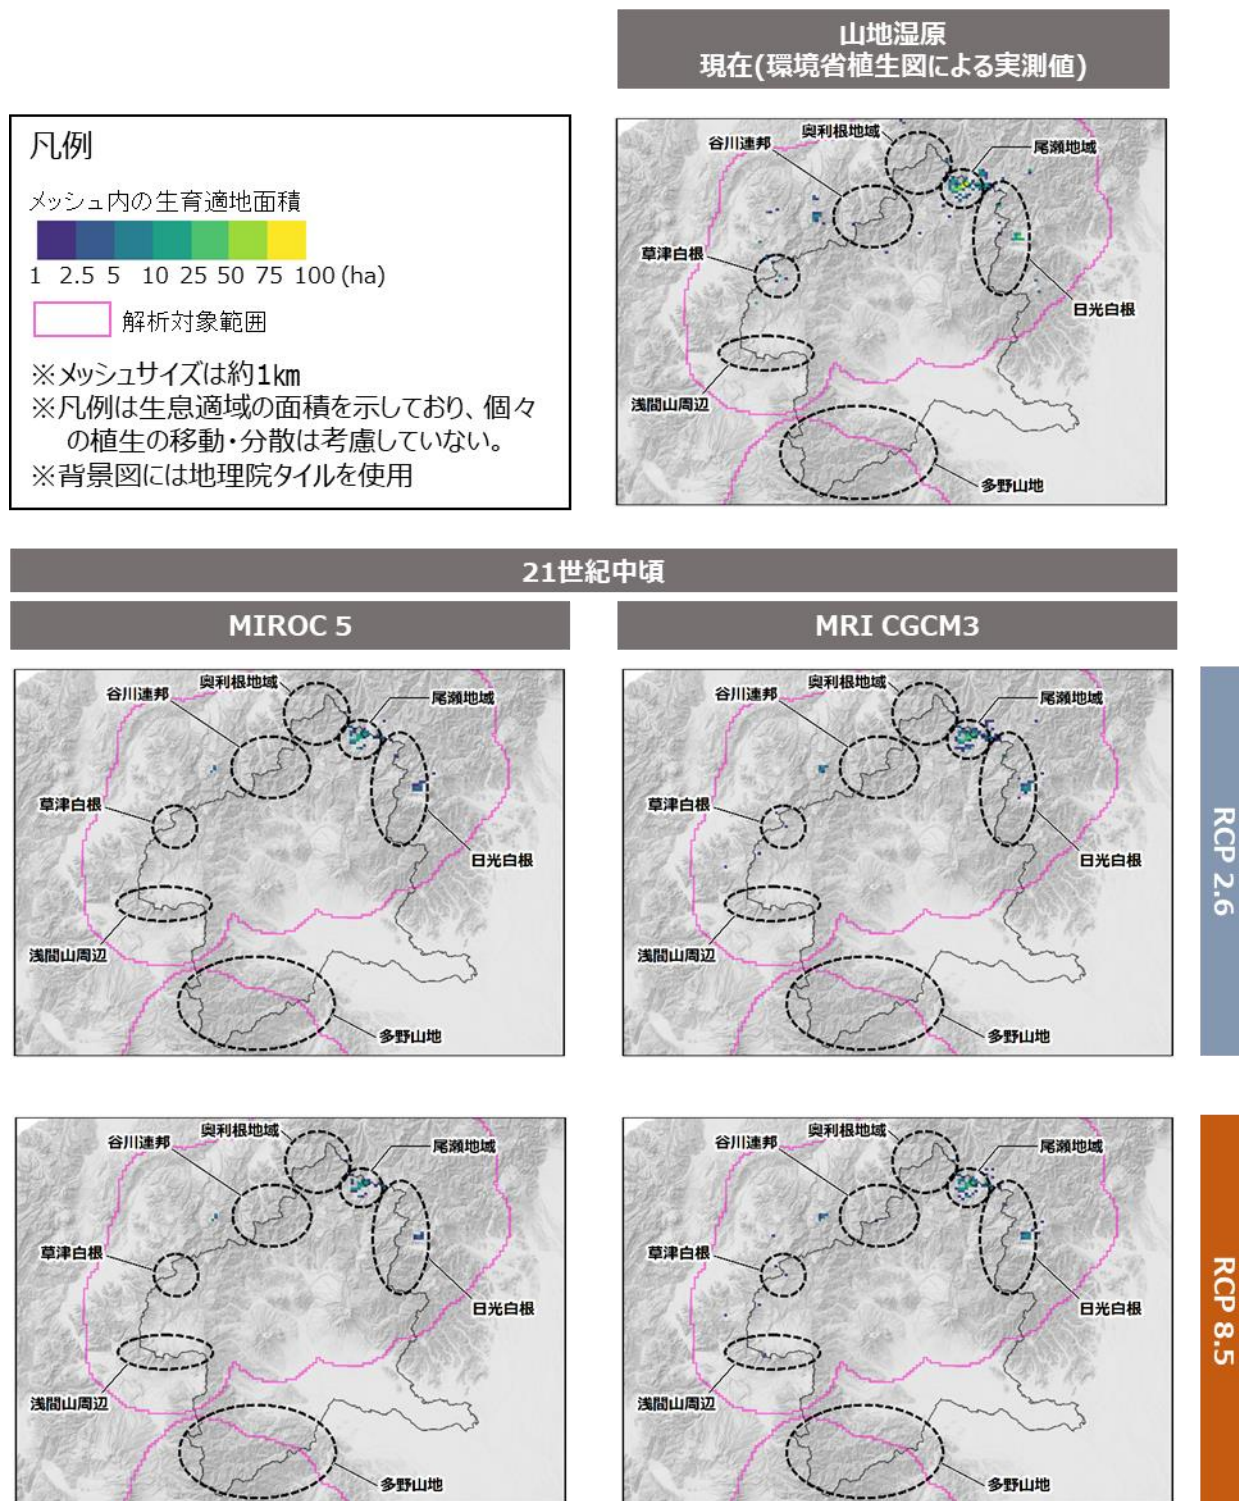 山地湿原
現在(環境省植生図による実測値)
凡例
メッシュ内の生育適地面積
1 2.5 5 10 25 50 75 100 (ha)
解析対象範囲
※メッシュサイズは約1km
※凡例は生息適域の面積を示しており、個々
の植生の移動・分散は考慮していない。
※背景図には地理院タイルを使用
奥利根地域
谷川連邦
尾瀬地域
草津白根
日光白根
浅間山周辺
多野山地
21世紀中頃
MIROC 5
MRI CGCM3
奥利根地域
谷川連邦
尾瀬地域
草津白根
日光白根
浅間山周辺
多野山地
奥利根地域
谷川連邦
尾瀬地域
草津白根
日光白根
浅間山周辺
多野山地
RCP 2.6
奥利根地域
谷川連邦
尾瀬地域
草津白根
日光白根
浅間山周辺
多野山地
奥利根地域
谷川連邦
尾瀬地域
草津白根
日光白根
浅間山周辺
多野山地
RCP 8.5